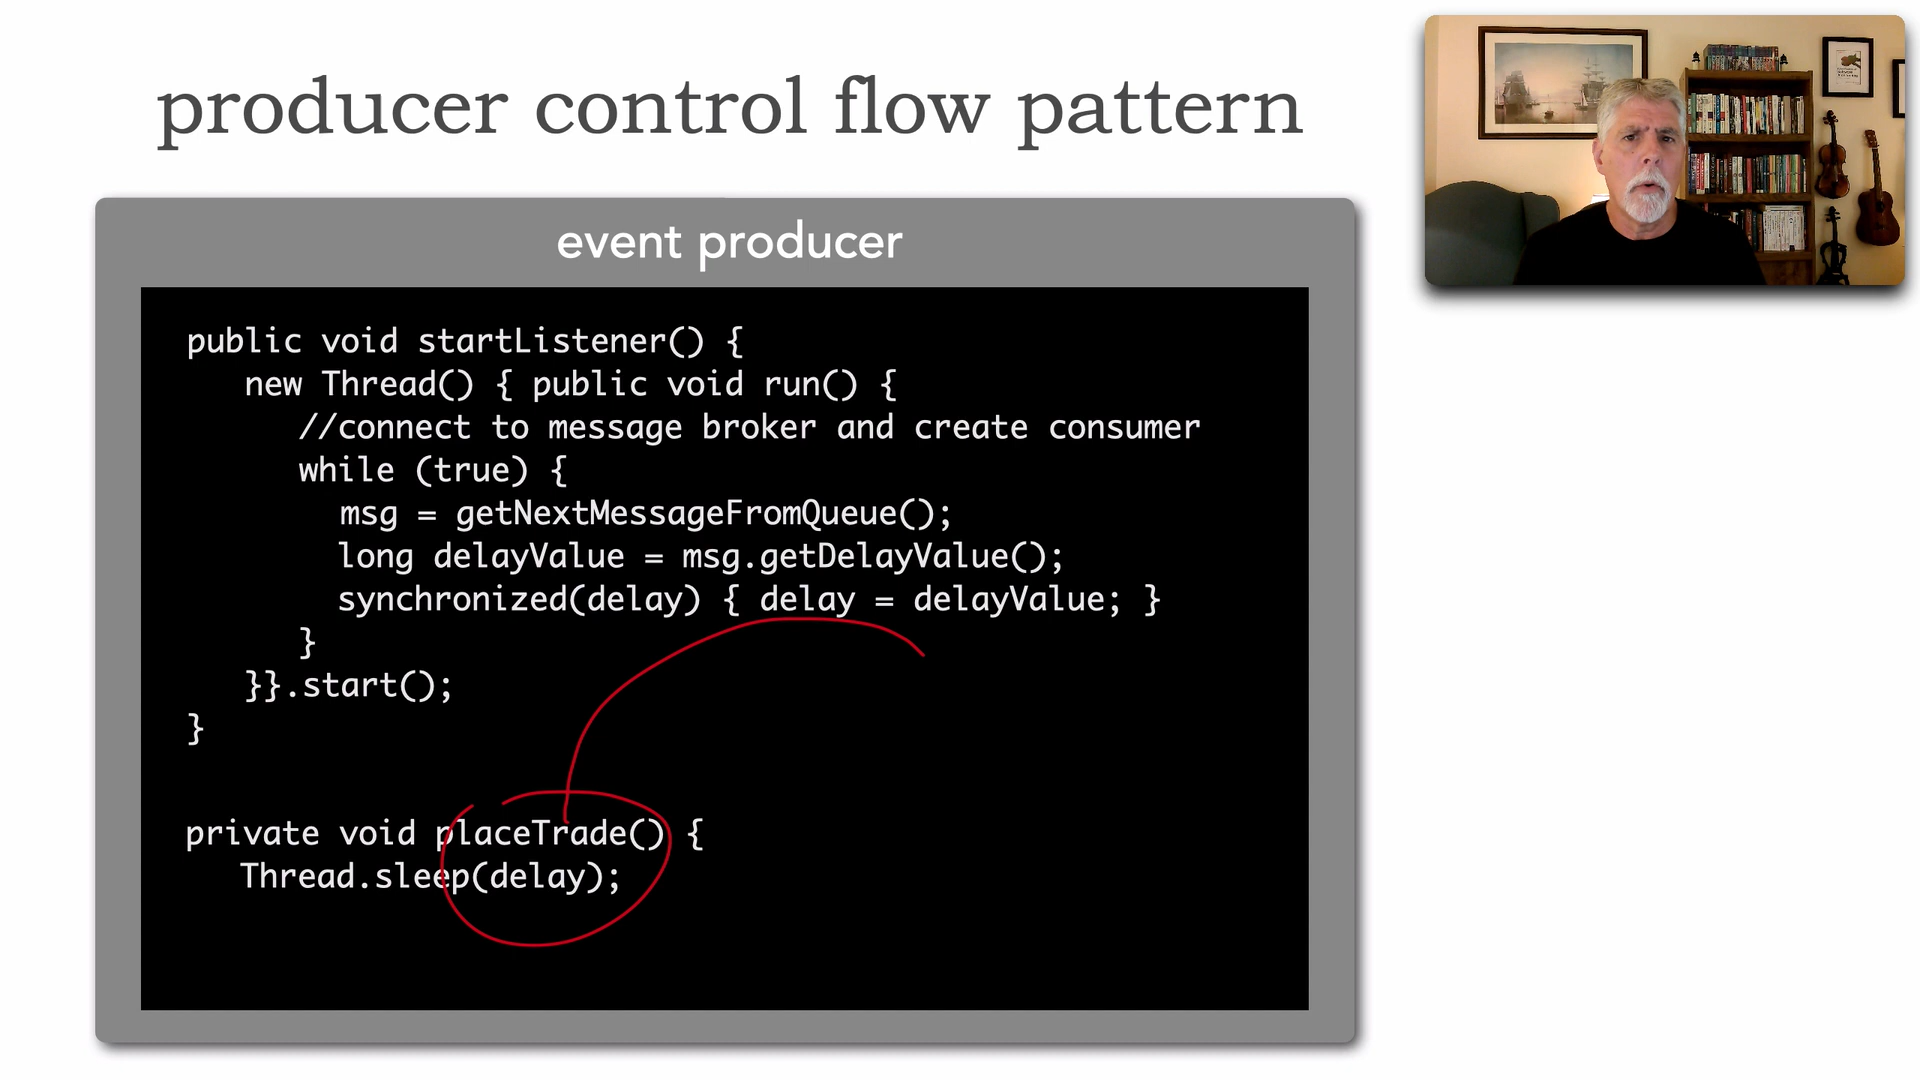 producer control flow pattern
event producer
public void startListener() {
new Thread() { public void run() {
//connect to message broker and create consumer
while (true) {
msg = getNextMessageFromQueue();
long delayValue = msg.getDelayValue();
synchronized(delay) { delay = delayValue; }
}
}}.start();
}
private void placeTrade() {
Thread.sleep(delay);